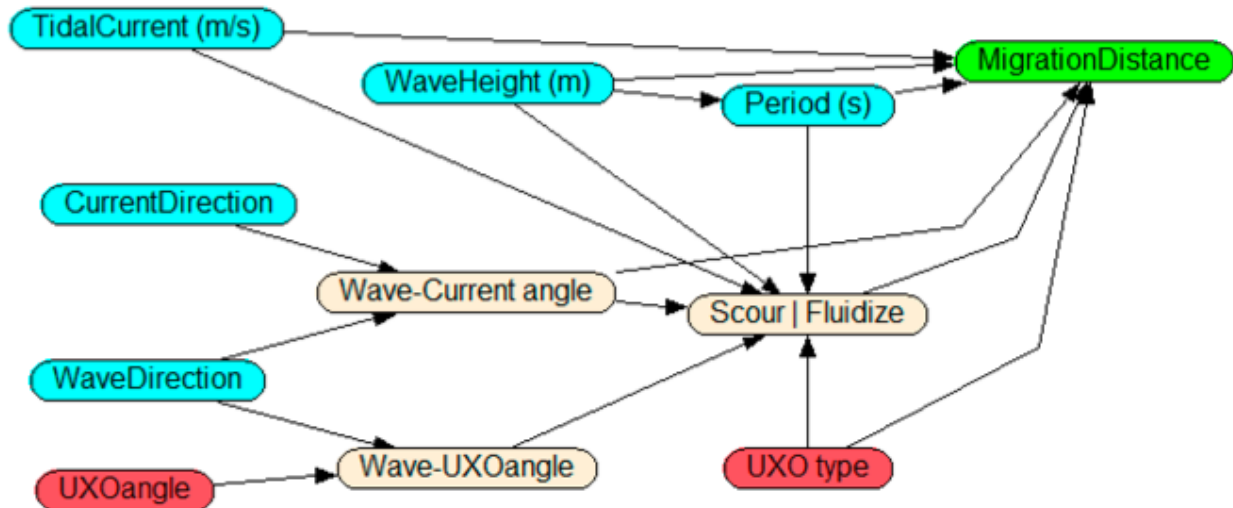 TidalCurrent (m/s)
MigrationDistance
WaveHeight (m)
Period (s)
CurrentDirection
Wave-Current angle
Scour | Fluidize
WaveDirection
Wave-UXOangle
UXO type
UXOangle